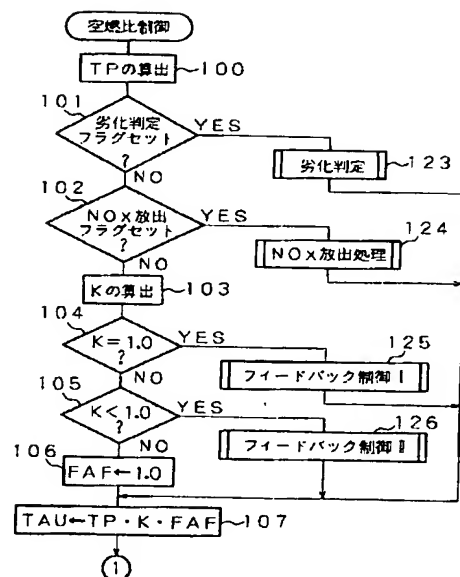 空燃比制御
TPの算出
100
101
劣化判定
フラグセット
?
YES
NO
劣化判定
123
102
NOx放出
フラグセット
?
YES
NO
NOx放出処理
124
Kの算出
103
104
K=1.0
?
YES
NO
フィードバック制御Ⅰ
125
105
K<1.0
?
YES
NO
フィードバック制御Ⅱ
126
106
FAF←1.0
TAU←TP・K・FAF
107
1